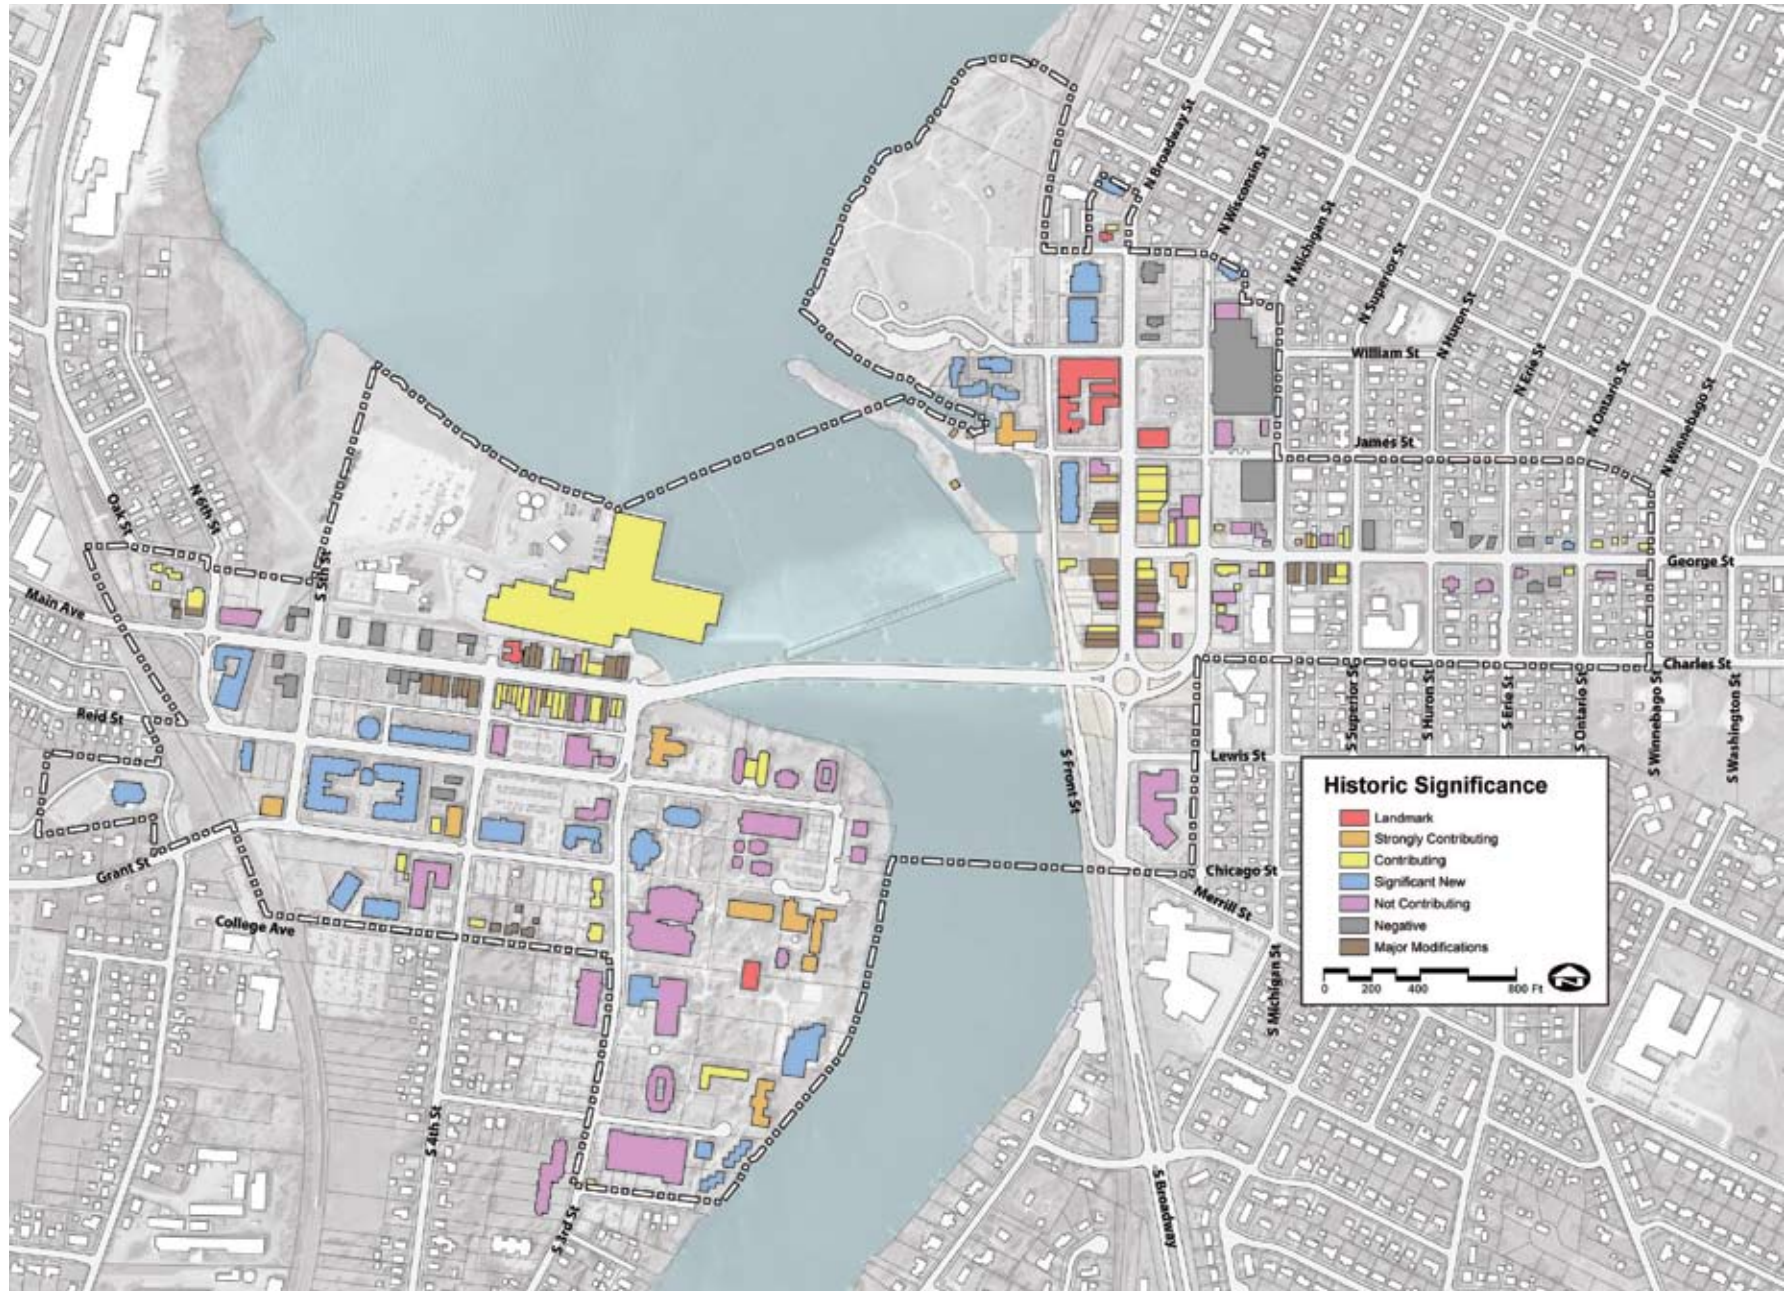 N Broadway St
N Wisconsin St
N Michigan St
N Superior St
N Huron St
William St
N Erie St
N Ontario St
N Winnebago St
James St
Oak St
N 6th St
S 5th St
George St
Main Ave
Charles St
Reid St
S Superior St
S Huron St
S Erie St
S Ontario St
S Winnebago St
S Washington St
S Front St
Lewis St
Grant St
Chicago St
Merrill St
College Ave
S Michigan St
S 4th St
S 3rd St
S Broadway
Historic Significance
Landmark
Strongly Contributing
Contributing
Significant New
Not Contributing
Negative
Major Modifications
0 200 400 800 Ft
N